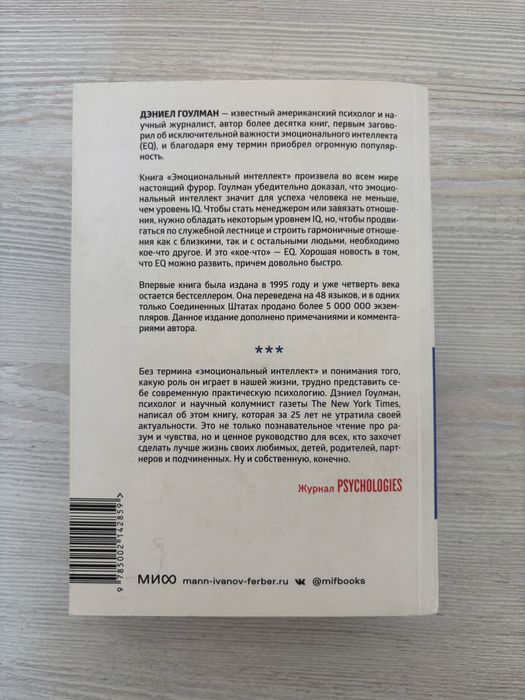 ДЭНИЕЛ ГОУЛМАН — известный американский психолог и на-
учный журналист, автор более десятка книг, первым загово-
рил об исключительной важности эмоционального интеллекта
(EQ), и благодаря ему термин приобрел огромную популяр-
ность.
Книга «Эмоциональный интеллект» произвела во всем мире
настоящий фурор. Гоулман убедительно доказал, что эмоцио-
нальный интеллект значит для успеха человека не меньше,
чем уровень IQ. Чтобы стать менеджером или завязать отноше-
ния, нужно обладать некоторым уровнем IQ, но, чтобы продви-
гаться по служебной лестнице и строить гармоничные отноше-
ния как с близкими, так и с остальными людьми, необходимо
кое-что другое. И это «кое-что» — EQ. Хорошая новость в том,
что EQ можно развить, причем довольно быстро.
Впервые книга была издана в 1995 году и уже четверть века
остается бестселлером. Она переведена на 48 языков, и в одних
только Соединенных Штатах продано более 5 000 000 экзем-
пляров. Данное издание дополнено примечаниями и коммента-
риями автора.
***
Без термина «эмоциональный интеллект» и понимания того,
какую роль он играет в нашей жизни, трудно представить се-
бе современную практическую психологию. Дэниел Гоулман,
психолог и научный колумнист газеты The New York Times,
написал об этом книгу, которая за 25 лет не утратила своей
актуальности. Это не только познавательное чтение про ра-
зум и чувства, но и ценное руководство для всех, кто захочет
сделать лучше жизнь своих любимых, детей, родителей, парт-
неров и подчиненных. Ну и собственную, конечно.
Журнал PSYCHOLOGIES
9 785002 142859 >
МИФ mann-ivanov-ferber.ru @mifbooks